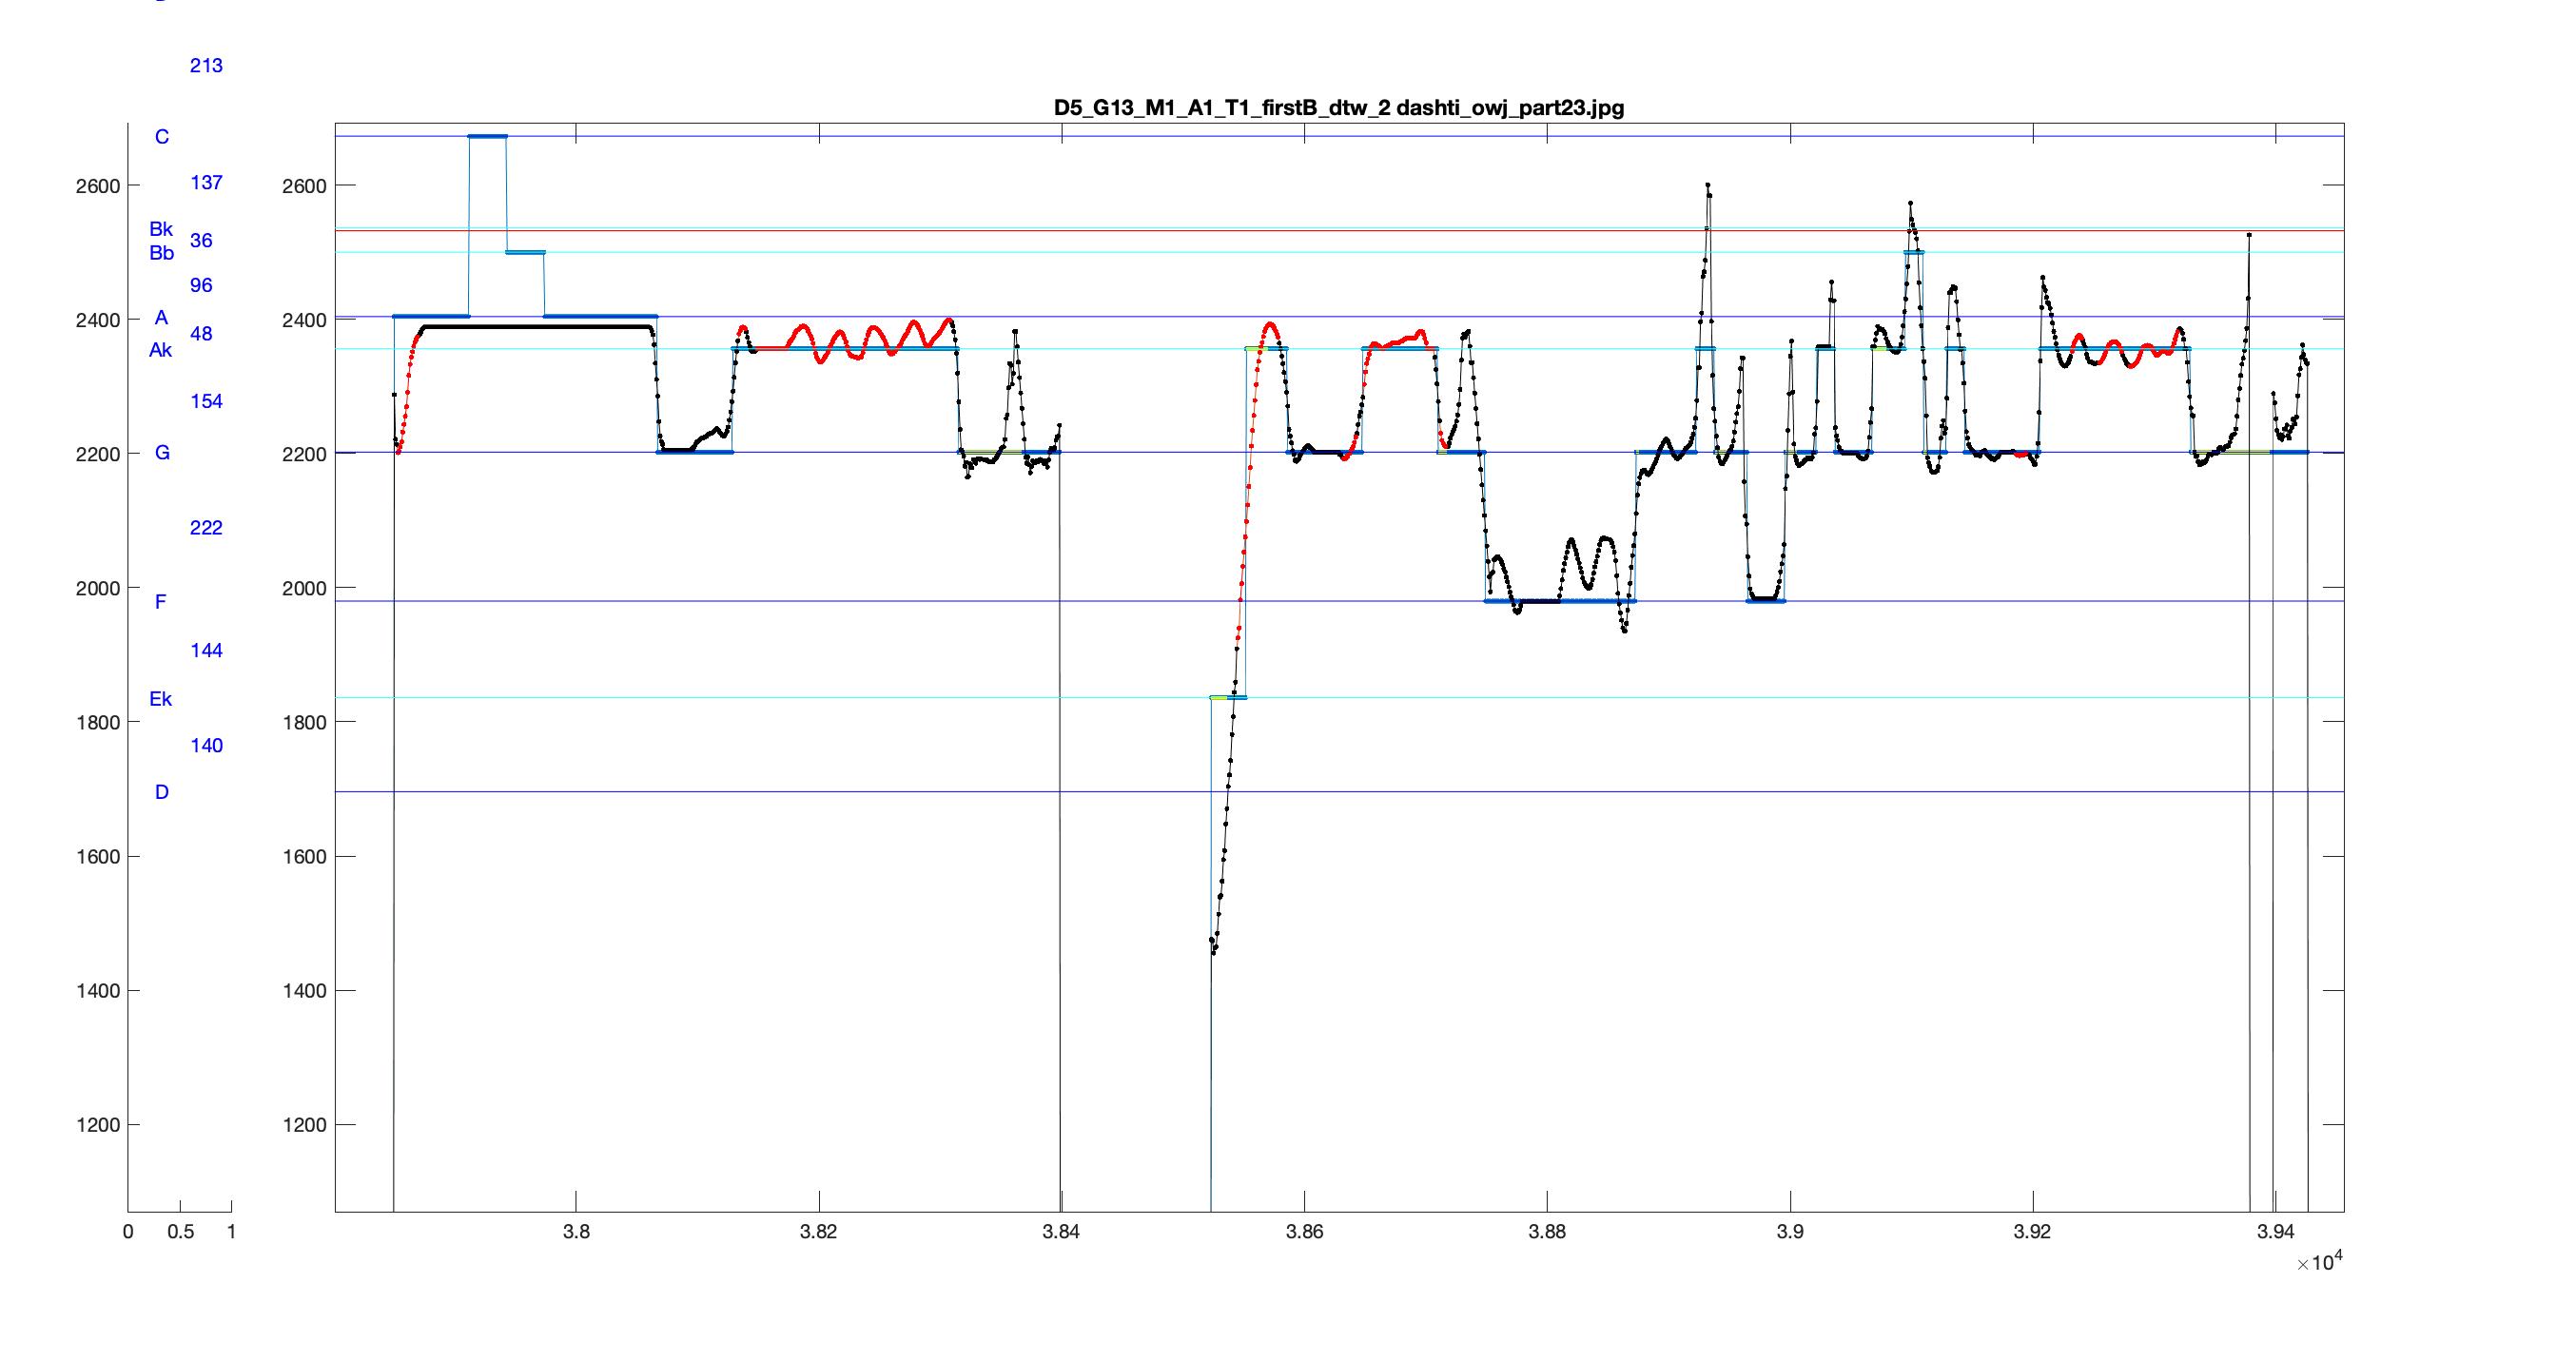 213
D5_G13_M1_A1_T1_firstB_dtw_2 dashti_owj_part23.jpg
C
2600 137 2600
Bk
36
Bb
96
2400 A 2400
48
Ak
154
2200 G 2200
222
2000 2000
F
144
Ek
1800 1800
140
D
1600 1600
1400 1400
1200 1200
0 0.5 1 3.8 3.82 3.84 3.86 3.88 3.9 3.92 3.94
×10⁴